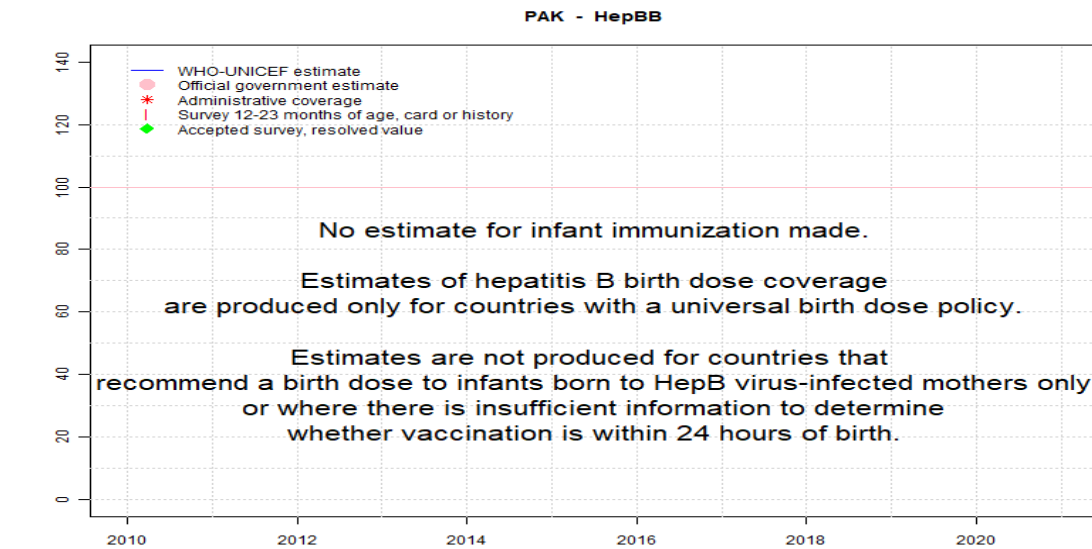 PAK - HepBB
WHO-UNICEF estimate
Official government estimate
Administrative coverage
Survey 12-23 months of age, card or history
Accepted survey, resolved value
140
120
100
80
60
40
20
0
No estimate for infant immunization made.
Estimates of hepatitis B birth dose coverage
are produced only for countries with a universal birth dose policy.
Estimates are not produced for countries that
recommend a birth dose to infants born to HepB virus-infected mothers only
or where there is insufficient information to determine
whether vaccination is within 24 hours of birth.
2010 2012 2014 2016 2018 2020